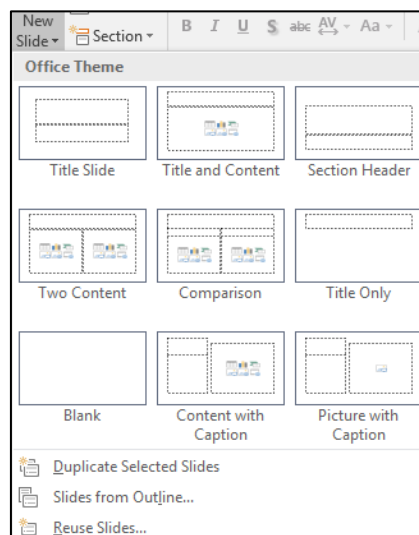 New
Slide
Section
B I U S abc AV Aa
Office Theme
Title Slide
Title and Content
Section Header
Two Content
Comparison
Title Only
Blank
Content with
Caption
Picture with
Caption
Duplicate Selected Slides
Slides from Outline...
Reuse Slides...